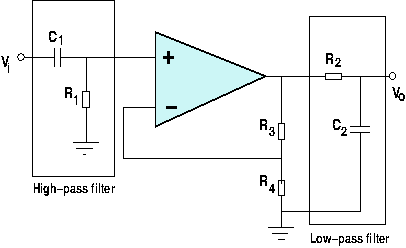 C1
Vi
+
R1
−
R2
Vo
R3
C2
R4
High-pass filter
Low-pass filter